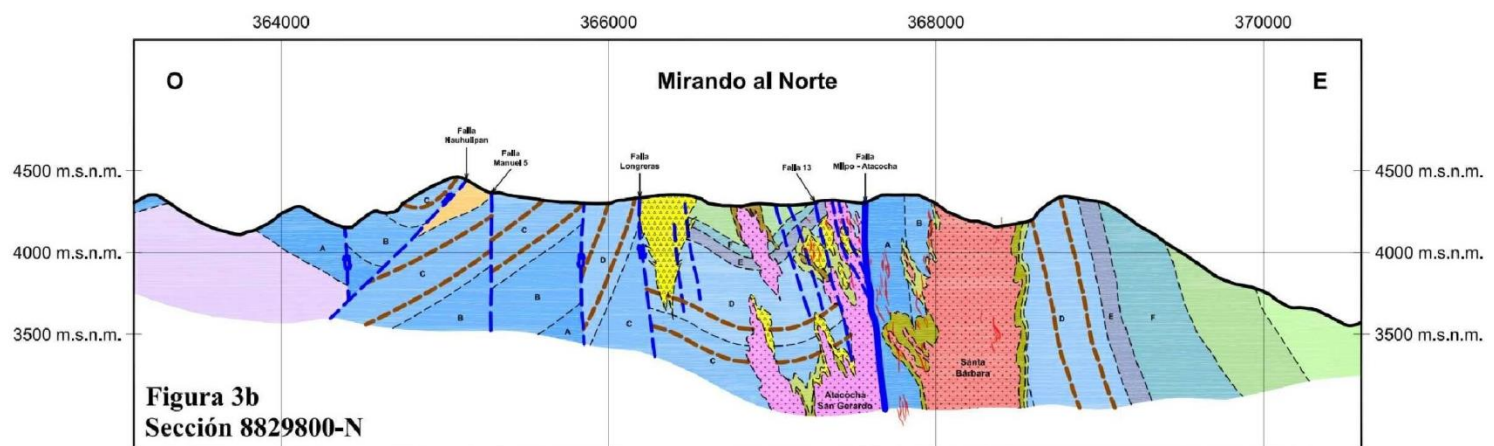 364000 366000 368000 370000
O Mirando al Norte E
Falla
Nauhulipan
Falla
Manuel 5
Falla
Longreras
Falla 13
Falla
Milpo - Atacocha
4500 m.s.n.m. 4500 m.s.n.m.
4000 m.s.n.m. 4000 m.s.n.m.
3500 m.s.n.m. 3500 m.s.n.m.
C
B
A
C
C
B
B
A
D
C
C
F
E
D
A
B
D
E
F
Santa
Bárbara
Atacocha
San Gerardo
Figura 3b
Sección 8829800-N